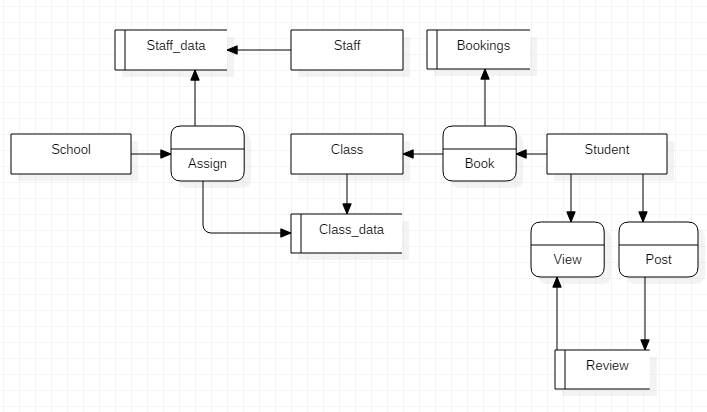 Staff_data
Staff
Bookings
School
Assign
Class
Book
Student
Class_data
View
Post
Review